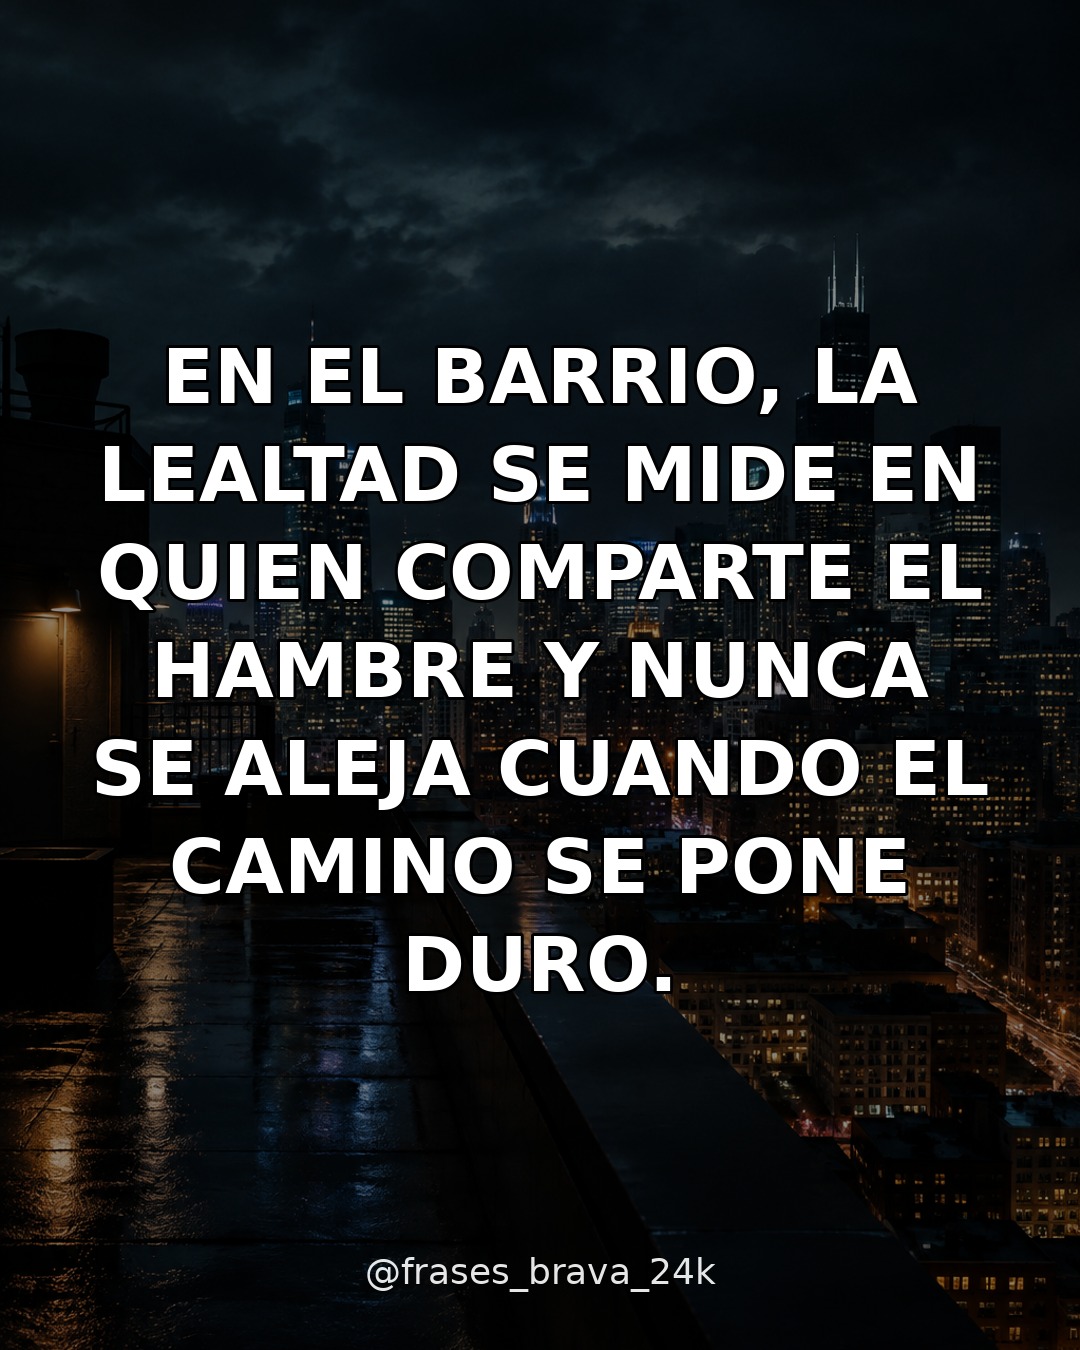 EN EL BARRIO, LA
LEALTAD SE MIDE EN
QUIEN COMPARTE EL
HAMBRE Y NUNCA
SE ALEJA CUANDO EL
CAMINO SE PONE
DURO.
@frases_brava_24k